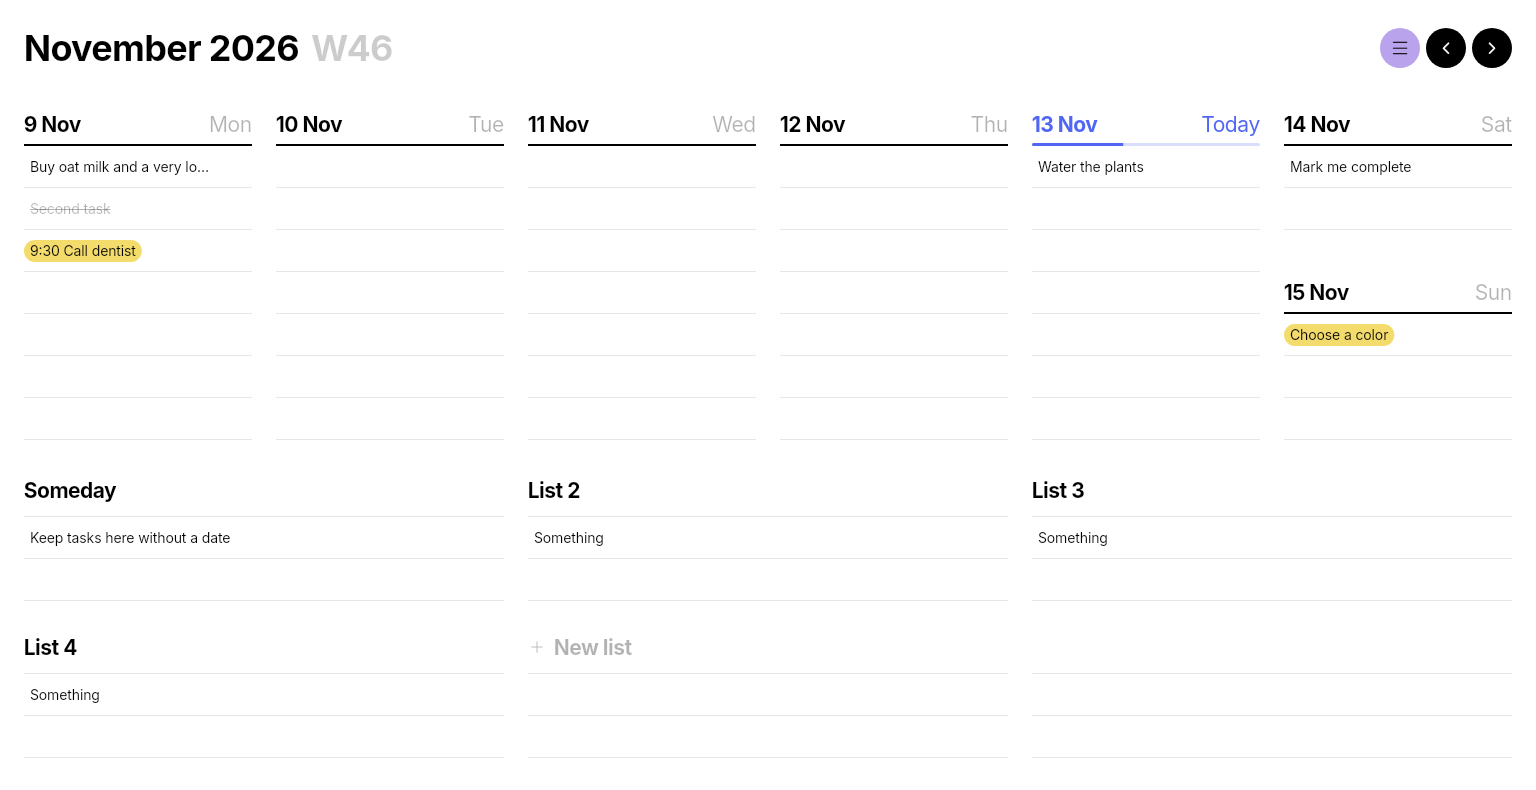 November 2026 W46
9 Nov Mon
Buy oat milk and a very lo...
Second task
9:30 Call dentist
10 Nov Tue
11 Nov Wed
12 Nov Thu
13 Nov Today
Water the plants
14 Nov Sat
Mark me complete
15 Nov Sun
Choose a color
Someday
Keep tasks here without a date
List 2
Something
List 3
Something
List 4
Something
+ New list